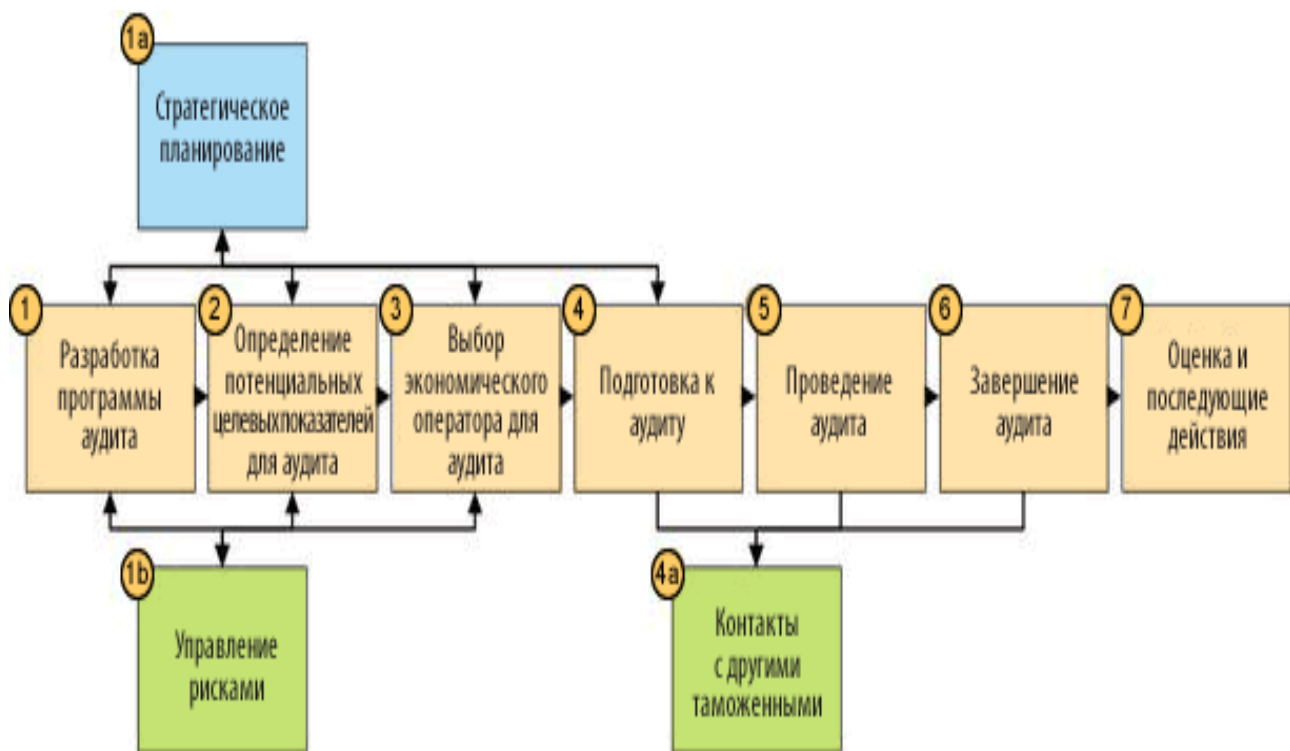 1a
Стратегическое
планирование
1
Разработка
программы
аудита
2
Определение
потенциальных
целевыхпоказателей
для аудита
3
Выбор
экономического
оператора для
аудита
4
Подготовка к
аудиту
5
Проведение
аудита
6
Завершение
аудита
7
Оценка и
последующие
действия
1b
Управление
рисками
4a
Контакты
с другими
таможенными